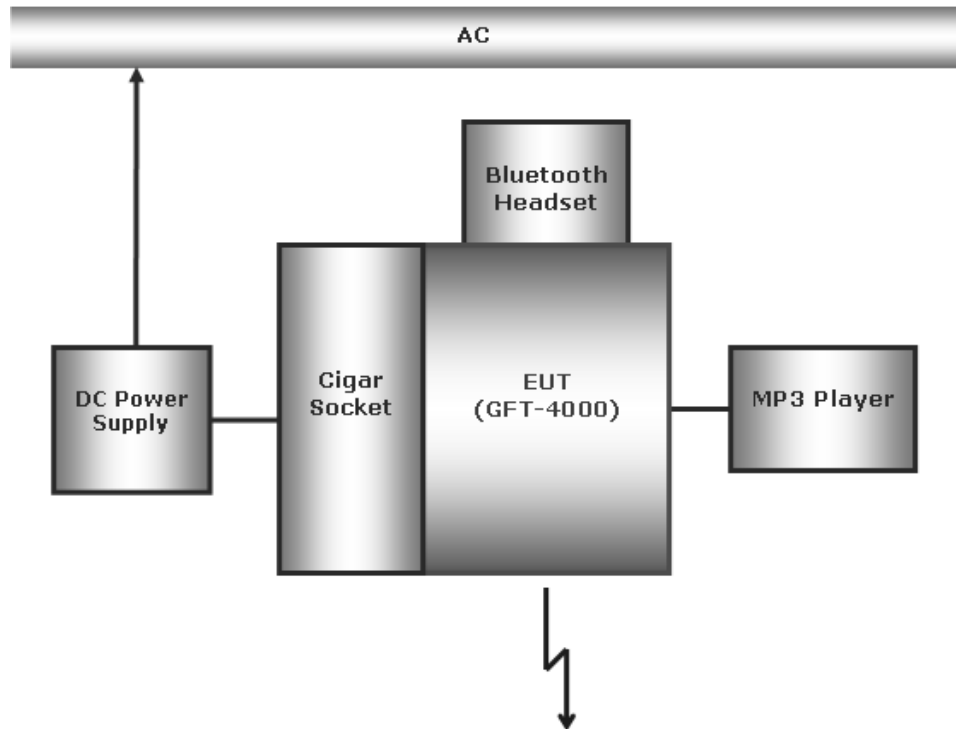 AC
Bluetooth
Headset
DC Power
Supply
Cigar
Socket
EUT
(GFT-4000)
MP3 Player